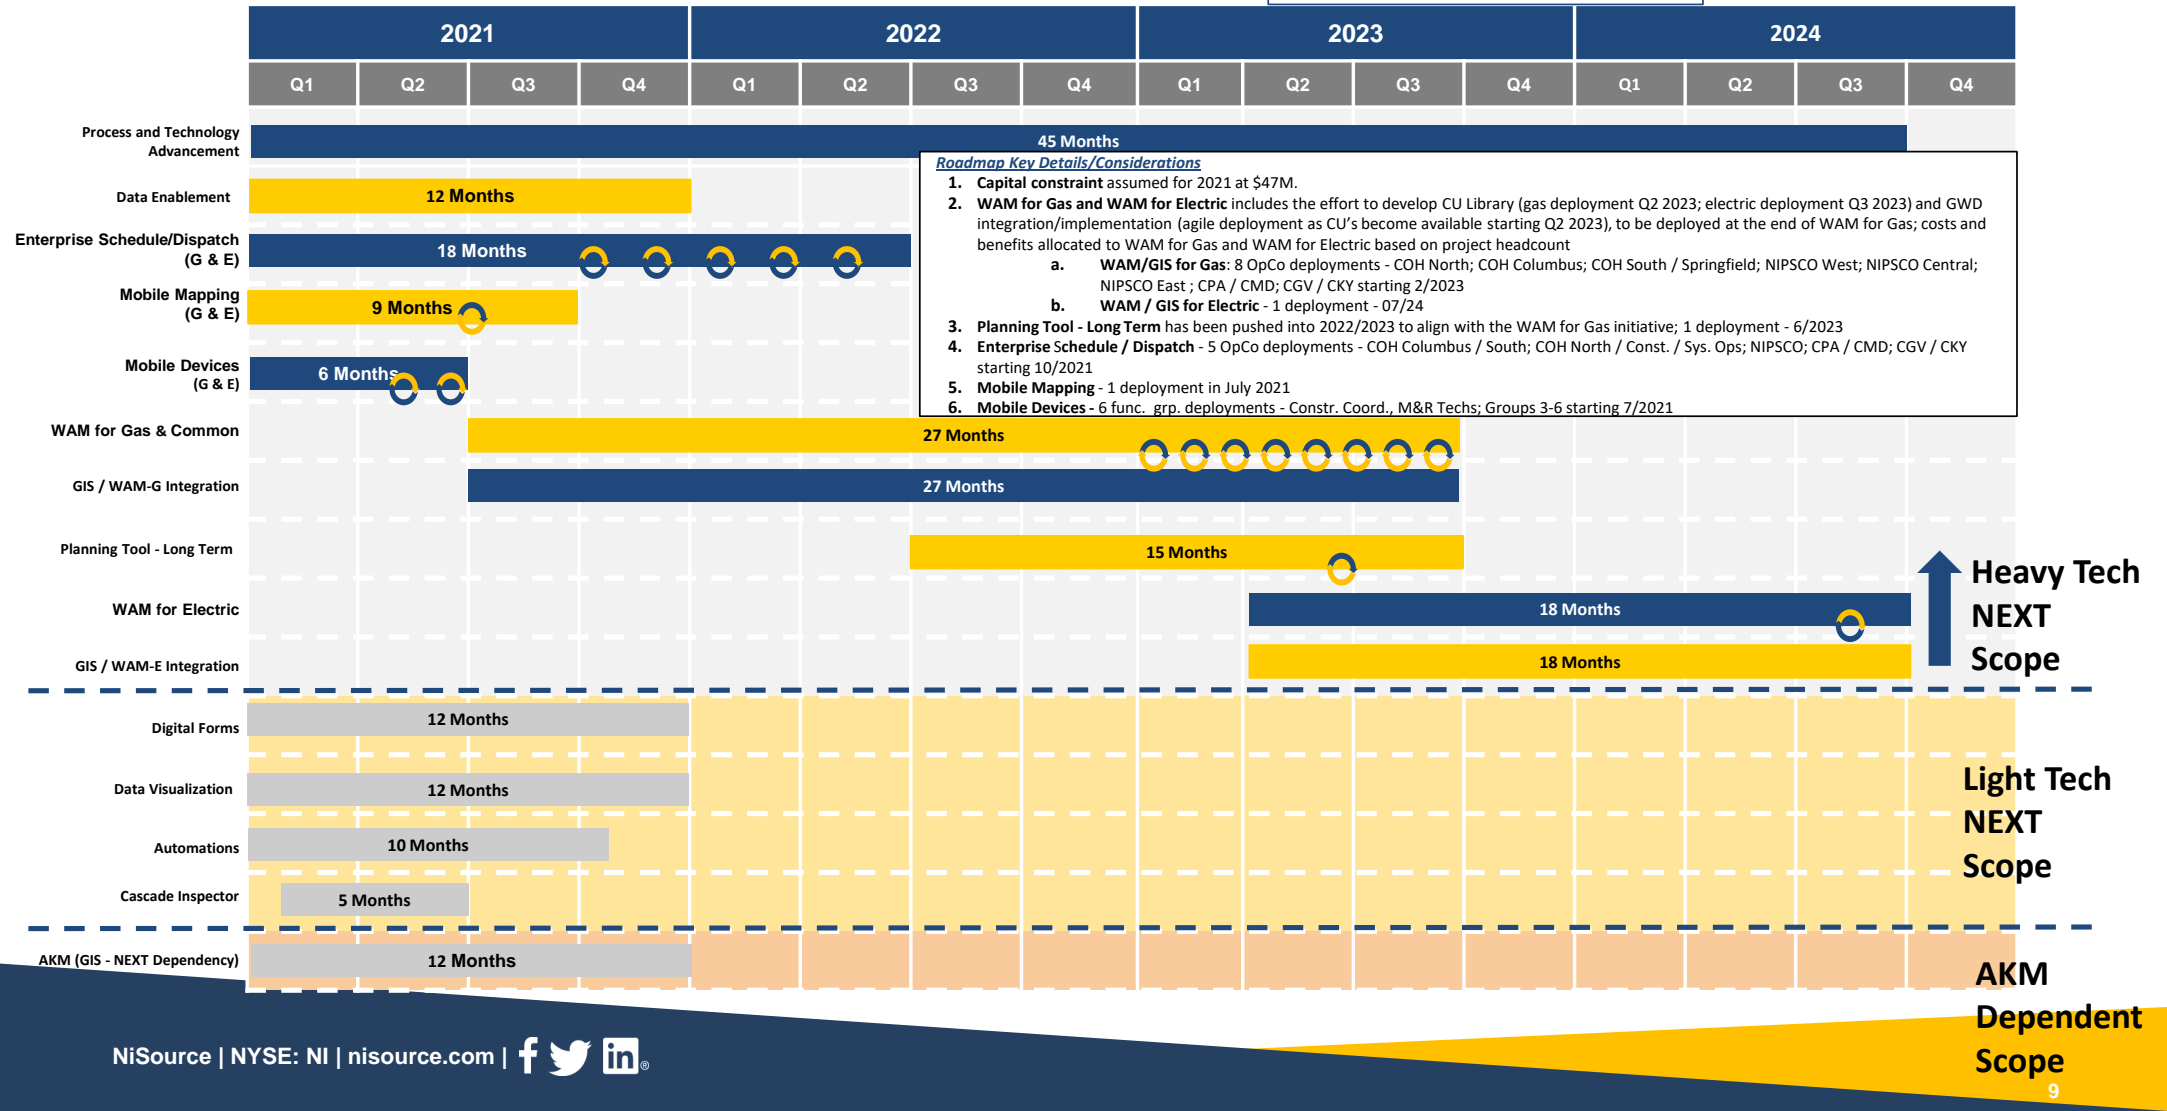 2021 2022 2023 2024
Q1 Q2 Q3 Q4 Q1 Q2 Q3 Q4 Q1 Q2 Q3 Q4 Q1 Q2 Q3 Q4
Process and Technology
Advancement
45 Months
Roadmap Key Details/Considerations
1. Capital constraint assumed for 2021 at $47M.
2. WAM for Gas and WAM for Electric includes the effort to develop CU Library (gas deployment Q2 2023; electric deployment Q3 2023) and GWD
integration/implementation (agile deployment as CU's become available starting Q2 2023), to be deployed at the end of WAM for Gas; costs and
benefits allocated to WAM for Gas and WAM for Electric based on project headcount
a. WAM/GIS for Gas: 8 OpCo deployments - COH North; COH Columbus; COH South / Springfield; NIPSCO West; NIPSCO Central;
NIPSCO East ; CPA / CMD; CGV / CKY starting 2/2023
b. WAM / GIS for Electric - 1 deployment - 07/24
3. Planning Tool - Long Term has been pushed into 2022/2023 to align with the WAM for Gas initiative; 1 deployment - 6/2023
4. Enterprise Schedule / Dispatch - 5 OpCo deployments - COH Columbus / South; COH North / Const. / Sys. Ops; NIPSCO; CPA / CMD; CGV / CKY
starting 10/2021
5. Mobile Mapping - 1 deployment in July 2021
6. Mobile Devices - 6 func. grp. deployments - Constr. Coord., M&R Techs; Groups 3-6 starting 7/2021
Data Enablement
12 Months
Enterprise Schedule/Dispatch
(G & E)
18 Months
Mobile Mapping
(G & E)
9 Months
Mobile Devices
(G & E)
6 Months
WAM for Gas & Common
27 Months
GIS / WAM-G Integration
27 Months
Planning Tool - Long Term
15 Months
WAM for Electric
18 Months
GIS / WAM-E Integration
18 Months
Heavy Tech
NEXT
Scope
Digital Forms
12 Months
Data Visualization
12 Months
Automations
10 Months
Cascade Inspector
5 Months
Light Tech
NEXT
Scope
AKM (GIS - NEXT Dependency)
12 Months
AKM
Dependent
Scope
NiSource | NYSE: NI | nisource.com | f in ®
9